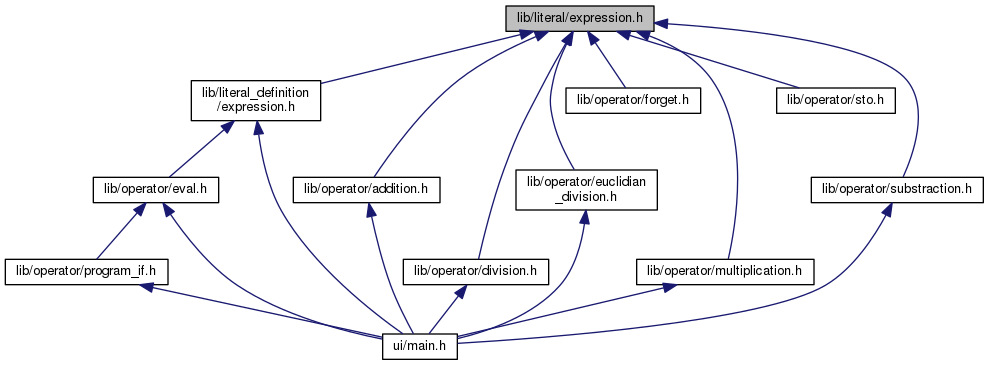 lib/literal/expression.h
lib/literal_definition
/expression.h
lib/operator/forget.h
lib/operator/sto.h
lib/operator/eval.h
lib/operator/addition.h
lib/operator/euclidian
_division.h
lib/operator/substraction.h
lib/operator/program_if.h
lib/operator/division.h
lib/operator/multiplication.h
ui/main.h